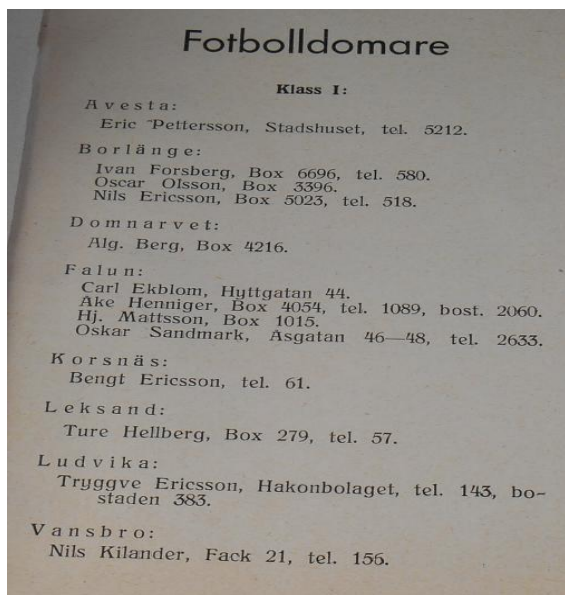 Fotbolldomare
Klass I:
Avesta:
Eric Pettersson, Stadshuset, tel. 5212.
Borlänge:
Ivan Forsberg, Box 6696, tel. 580.
Oscar Olsson, Box 3396.
Nils Ericsson, Box 5023, tel. 518.
Domnarvet:
Alg. Berg, Box 4216.
Falun:
Carl Ekblom, Hyttgatan 44.
Åke Henniger, Box 4054, tel. 1089, bost. 2060.
Hj. Mattsson, Box 1015.
Oskar Sandmark, Åsgatan 46—48, tel. 2633.
Korsnäs:
Bengt Ericsson, tel. 61.
Leksand:
Ture Hellberg, Box 279, tel. 57.
Ludvika:
Tryggve Ericsson, Hakonbolaget, tel. 143, bo-
staden 383.
Vansbro:
Nils Kilander, Fack 21, tel. 156.